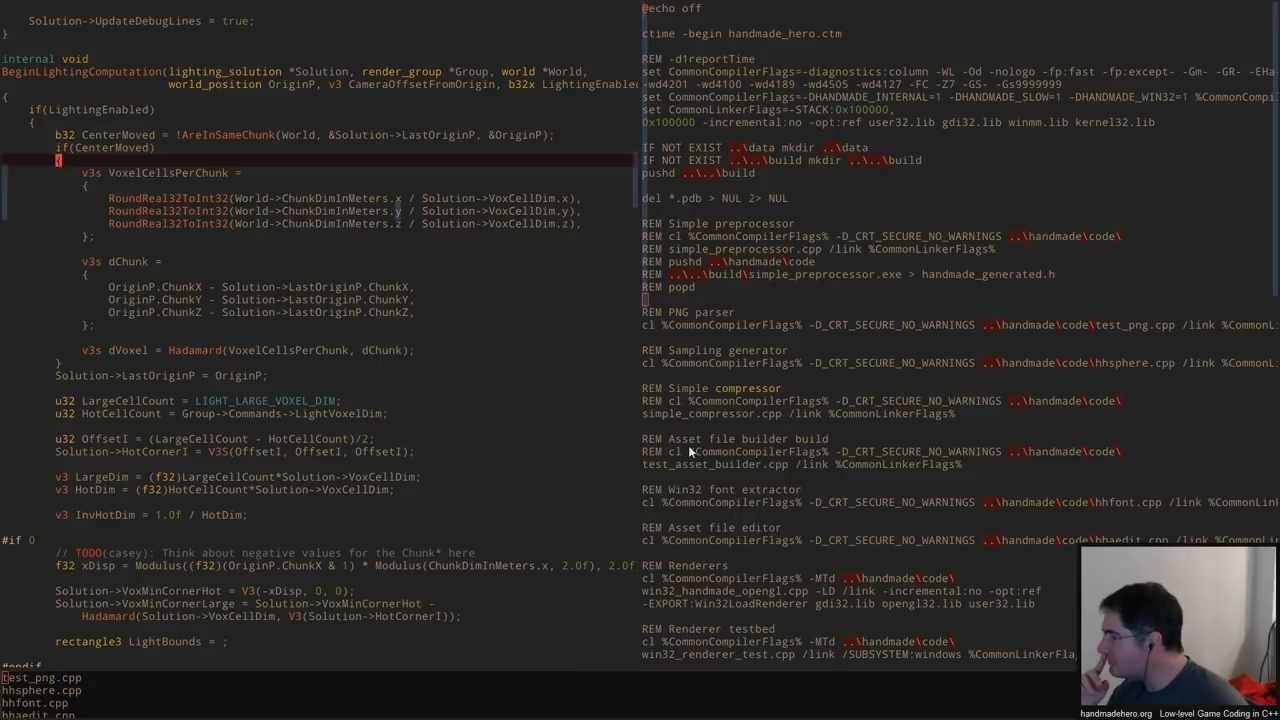 Solution->UpdateDebugLines = true;
}
internal void
BeginLightingComputation(lighting_solution *Solution, render_group *Group, world *World,
world_position OriginP, v3 CameraOffsetFromOrigin, b32x LightingEnabled
{
if(LightingEnabled)
{
b32 CenterMoved = !AreInSameChunk(World, &Solution->LastOriginP, &OriginP);
if(CenterMoved)
{
v3s VoxelCellsPerChunk =
{
RoundReal32ToInt32(World->ChunkDimInMeters.x / Solution->VoxCellDim.x),
RoundReal32ToInt32(World->ChunkDimInMeters.y / Solution->VoxCellDim.y),
RoundReal32ToInt32(World->ChunkDimInMeters.z / Solution->VoxCellDim.z),
};
v3s dChunk =
{
OriginP.ChunkX - Solution->LastOriginP.ChunkX,
OriginP.ChunkY - Solution->LastOriginP.ChunkY,
OriginP.ChunkZ - Solution->LastOriginP.ChunkZ,
};
v3s dVoxel = Hadamard(VoxelCellsPerChunk, dChunk);
}
Solution->LastOriginP = OriginP;
u32 LargeCellCount = LIGHT_LARGE_VOXEL_DIM;
u32 HotCellCount = Group->Commands->LightVoxelDim;
u32 OffsetI = (LargeCellCount - HotCellCount)/2;
Solution->HotCornerI = V3S(OffsetI, OffsetI, OffsetI);
v3 LargeDim = (f32)LargeCellCount*Solution->VoxCellDim;
v3 HotDim = (f32)HotCellCount*Solution->VoxCellDim;
v3 InvHotDim = 1.0f / HotDim;
#if 0
// TODO(casey): Think about negative values for the Chunk* here
f32 xDisp = Modulus((f32)(OriginP.ChunkX & 1) * Modulus(ChunkDimInMeters.x, 2.0f), 2.0f
Solution->VoxMinCornerHot = V3(-xDisp, 0, 0);
Solution->VoxMinCornerLarge = Solution->VoxMinCornerHot -
Hadamard(Solution->VoxCellDim, V3(Solution->HotCornerI));
rectangle3 LightBounds = ;
#endif
test_png.cpp
hhsphere.cpp
hhfont.cpp
hhaedit.cpp
@echo off
ctime -begin handmade_hero.ctm
REM -d1reportTime
set CommonCompilerFlags=-diagnostics:column -WL -Od -nologo -fp:fast -fp:except- -Gm- -GR- -EHa
-wd4201 -wd4100 -wd4189 -wd4505 -wd4127 -FC -Z7 -GS- -Gs9999999
set CommonCompilerFlags=-DHANDMADE_INTERNAL=1 -DHANDMADE_SLOW=1 -DHANDMADE_WIN32=1 %CommonCompi
set CommonLinkerFlags=-STACK:0x100000,
0x100000 -incremental:no -opt:ref user32.lib gdi32.lib winmm.lib kernel32.lib
IF NOT EXIST ..\data mkdir ..\data
IF NOT EXIST ..\..\build mkdir ..\..\build
pushd ..\..\build
del *.pdb > NUL 2> NUL
REM Simple preprocessor
REM cl %CommonCompilerFlags% -D_CRT_SECURE_NO_WARNINGS ..\handmade\code\
REM simple_preprocessor.cpp /link %CommonLinkerFlags%
REM pushd ..\handmade\code
REM ..\..\build\simple_preprocessor.exe > handmade_generated.h
REM popd
REM PNG parser
cl %CommonCompilerFlags% -D_CRT_SECURE_NO_WARNINGS ..\handmade\code\test_png.cpp /link %CommonL
REM Sampling generator
cl %CommonCompilerFlags% -D_CRT_SECURE_NO_WARNINGS ..\handmade\code\hhsphere.cpp /link %CommonL
REM Simple compressor
REM cl %CommonCompilerFlags% -D_CRT_SECURE_NO_WARNINGS ..\handmade\code\
simple_compressor.cpp /link %CommonLinkerFlags%
REM Asset file builder build
REM cl %CommonCompilerFlags% -D_CRT_SECURE_NO_WARNINGS ..\handmade\code\
test_asset_builder.cpp /link %CommonLinkerFlags%
REM Win32 font extractor
cl %CommonCompilerFlags% -D_CRT_SECURE_NO_WARNINGS ..\handmade\code\hhfont.cpp /link %CommonLin
REM Asset file editor
cl %CommonCompilerFlags% -D_CRT_SECURE_NO_WARNINGS ..\handmade\code\hhaedit.cpp /link %CommonLi
REM Renderers
cl %CommonCompilerFlags% -MTd ..\handmade\code\
win32_handmade_opengl.cpp -LD /link -incremental:no -opt:ref
-EXPORT:Win32LoadRenderer gdi32.lib opengl32.lib user32.lib
REM Renderer testbed
cl %CommonCompilerFlags% -MTd ..\handmade\code\
win32_renderer_test.cpp /link /SUBSYSTEM:windows %CommonLinkerFla
handmadehero.org Low-level Game Coding in C++